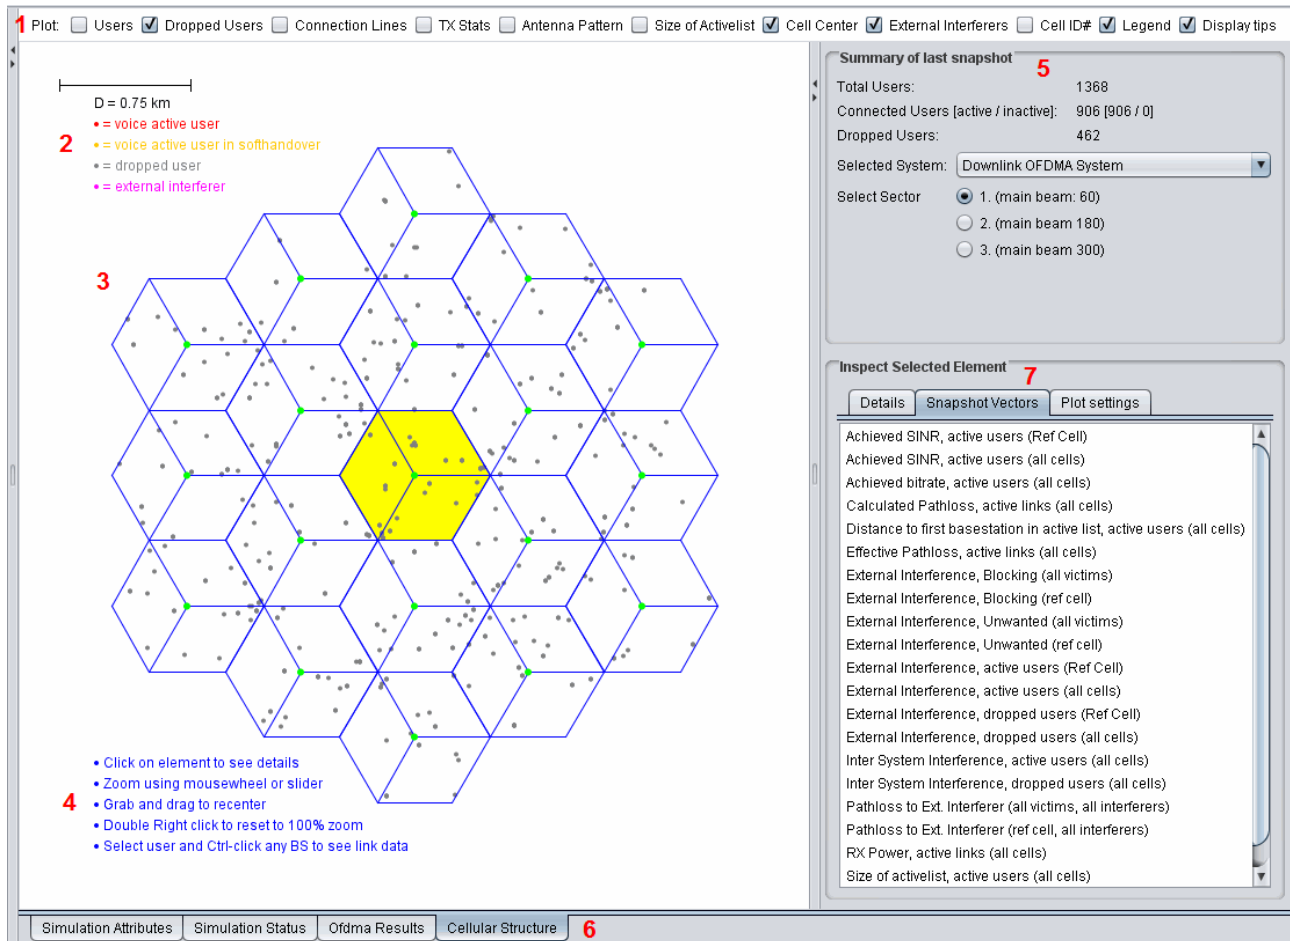 1 Plot: Users Dropped Users Connection Lines TX Stats Antenna Pattern Size of Activelist Cell Center External Interferers Cell ID# Legend Display tips
D = 0.75 km
• = voice active user
2 • = voice active user in softhandover
• = dropped user
• = external interferer
3
4
• Click on element to see details
• Zoom using mousewheel or slider
• Grab and drag to recenter
• Double Right click to reset to 100% zoom
• Select user and Ctrl-click any BS to see link data
Summary of last snapshot 5
Total Users: 1368
Connected Users [active / inactive]: 906 [906 / 0]
Dropped Users: 462
Selected System: Downlink OFDMA System
Select Sector 1. (main beam: 60)
2. (main beam 180)
3. (main beam 300)
Inspect Selected Element 7
Details Snapshot Vectors Plot settings
Achieved SINR, active users (Ref Cell)
Achieved SINR, active users (all cells)
Achieved bitrate, active users (all cells)
Calculated Pathloss, active links (all cells)
Distance to first basestation in active list, active users (all cells)
Effective Pathloss, active links (all cells)
External Interference, Blocking (all victims)
External Interference, Blocking (ref cell)
External Interference, Unwanted (all victims)
External Interference, Unwanted (ref cell)
External Interference, active users (Ref Cell)
External Interference, active users (all cells)
External Interference, dropped users (Ref Cell)
External Interference, dropped users (all cells)
Inter System Interference, active users (all cells)
Inter System Interference, dropped users (all cells)
Pathloss to Ext. Interferer (all victims, all interferers)
Pathloss to Ext. Interferer (ref cell, all interferers)
RX Power, active links (all cells)
Size of activelist, active users (all cells)
Simulation Attributes Simulation Status Ofdma Results Cellular Structure 6